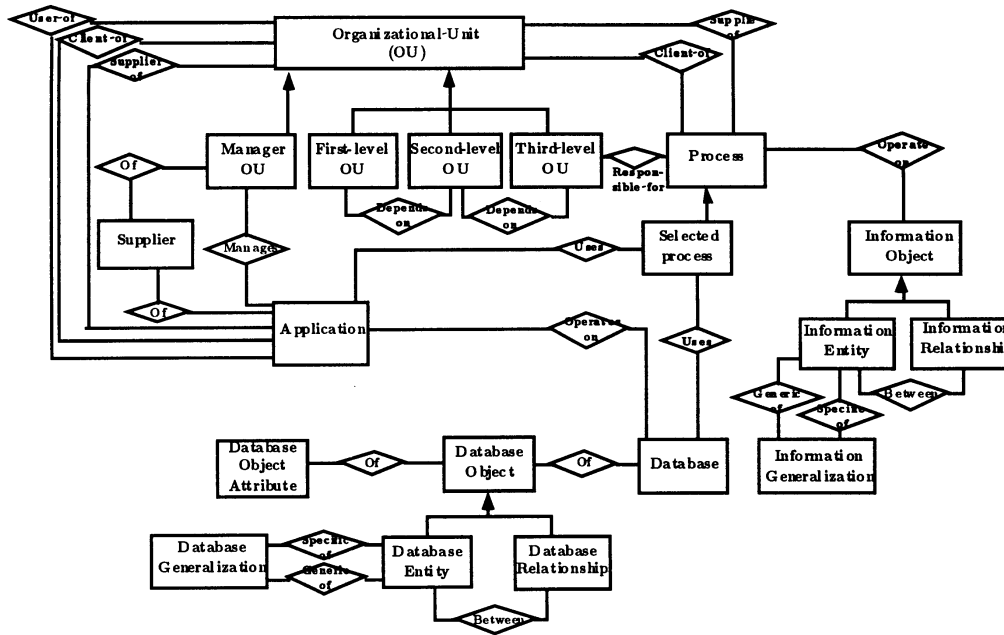 User-of
Client-of
Supplier
of
Organizational-Unit
(OU)
Supplier
of
Client-of
Manager
OU
First-level
OU
Second-level
OU
Third-level
OU
Respon-
sible-for
Process
Operates
on
Of
Depends
on
Depends
on
Supplier
Manages
Uses
Selected
process
Information
Object
Of
Application
Operates
on
Uses
Information
Entity
Information
Relationship
Generic
of
Specific
of
Between
Database
Object
Attribute
Of
Database
Object
Of
Database
Information
Generalization
Database
Generalization
Specific
of
Generic
of
Database
Entity
Database
Relationship
Between